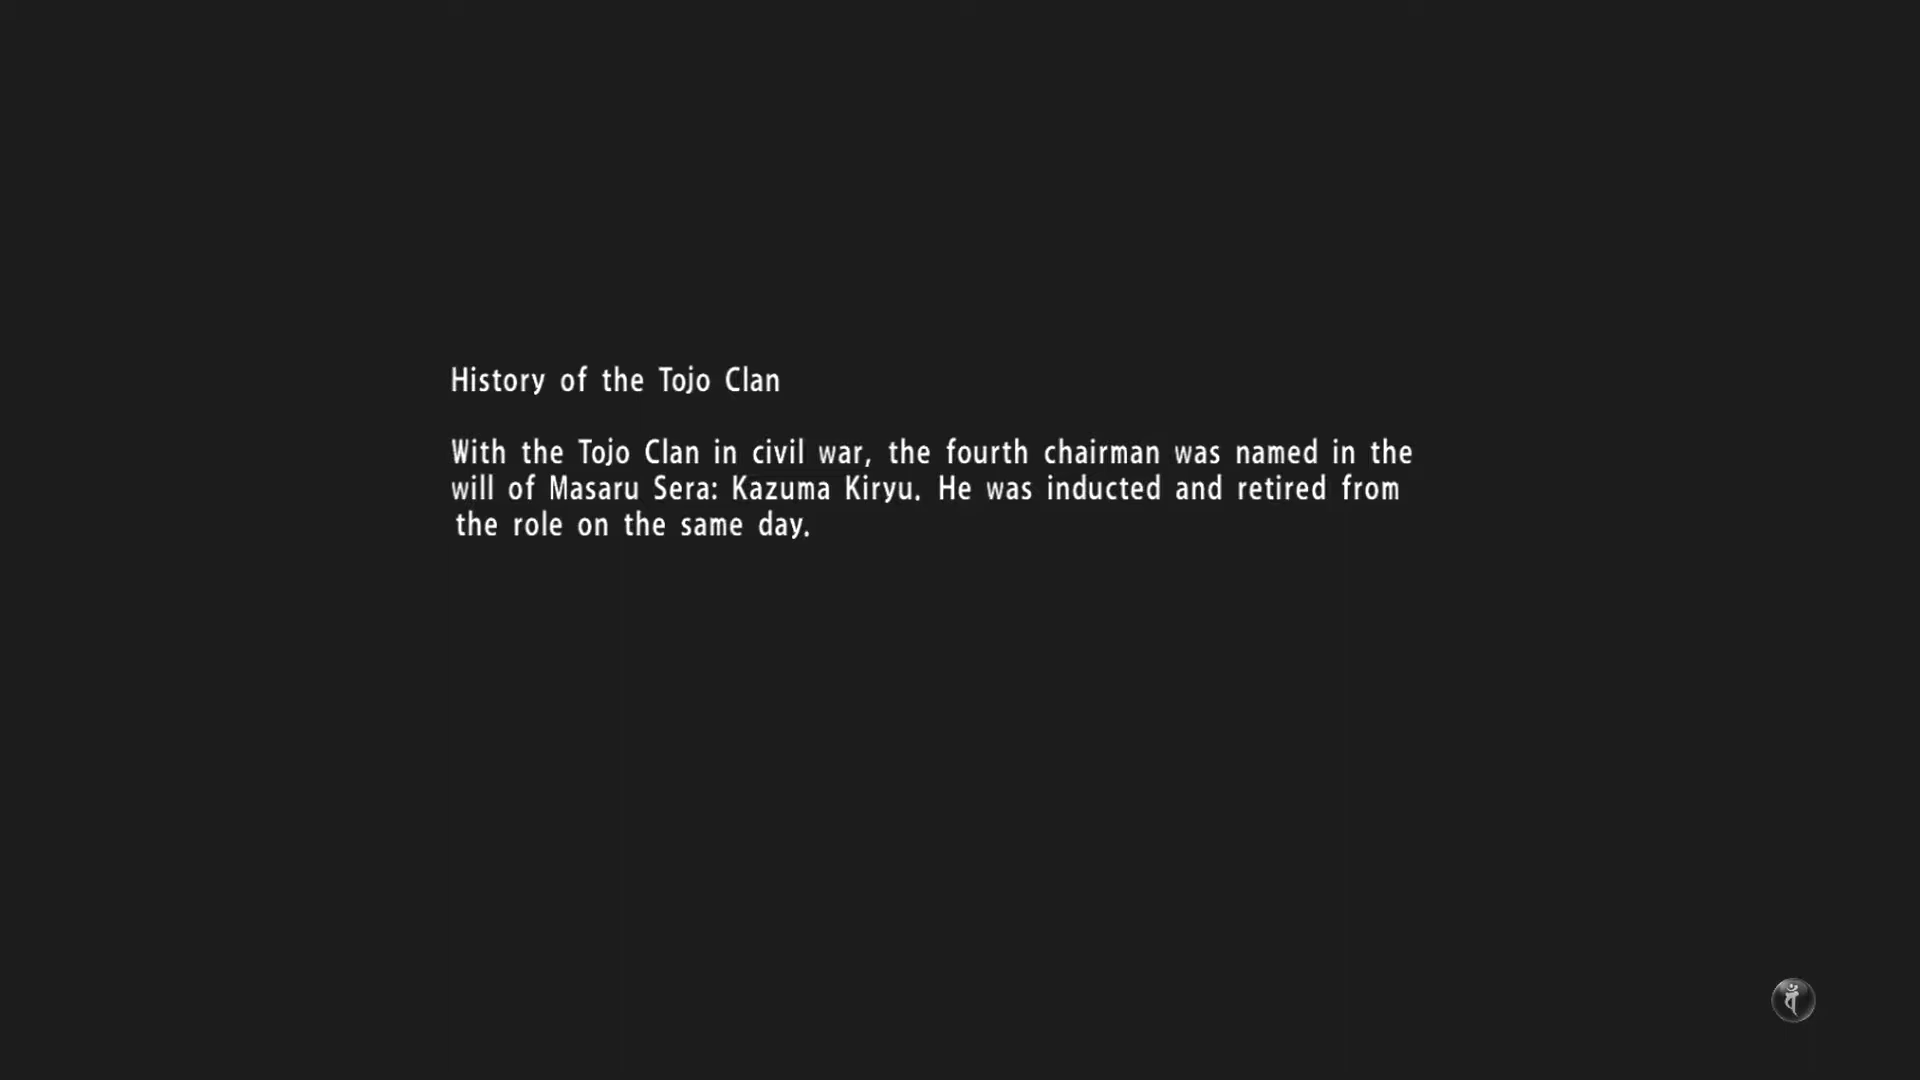 History of the Tojo Clan
With the Tojo Clan in civil war, the fourth chairman was named in the
will of Masaru Sera: Kazuma Kiryu. He was inducted and retired from
the role on the same day.